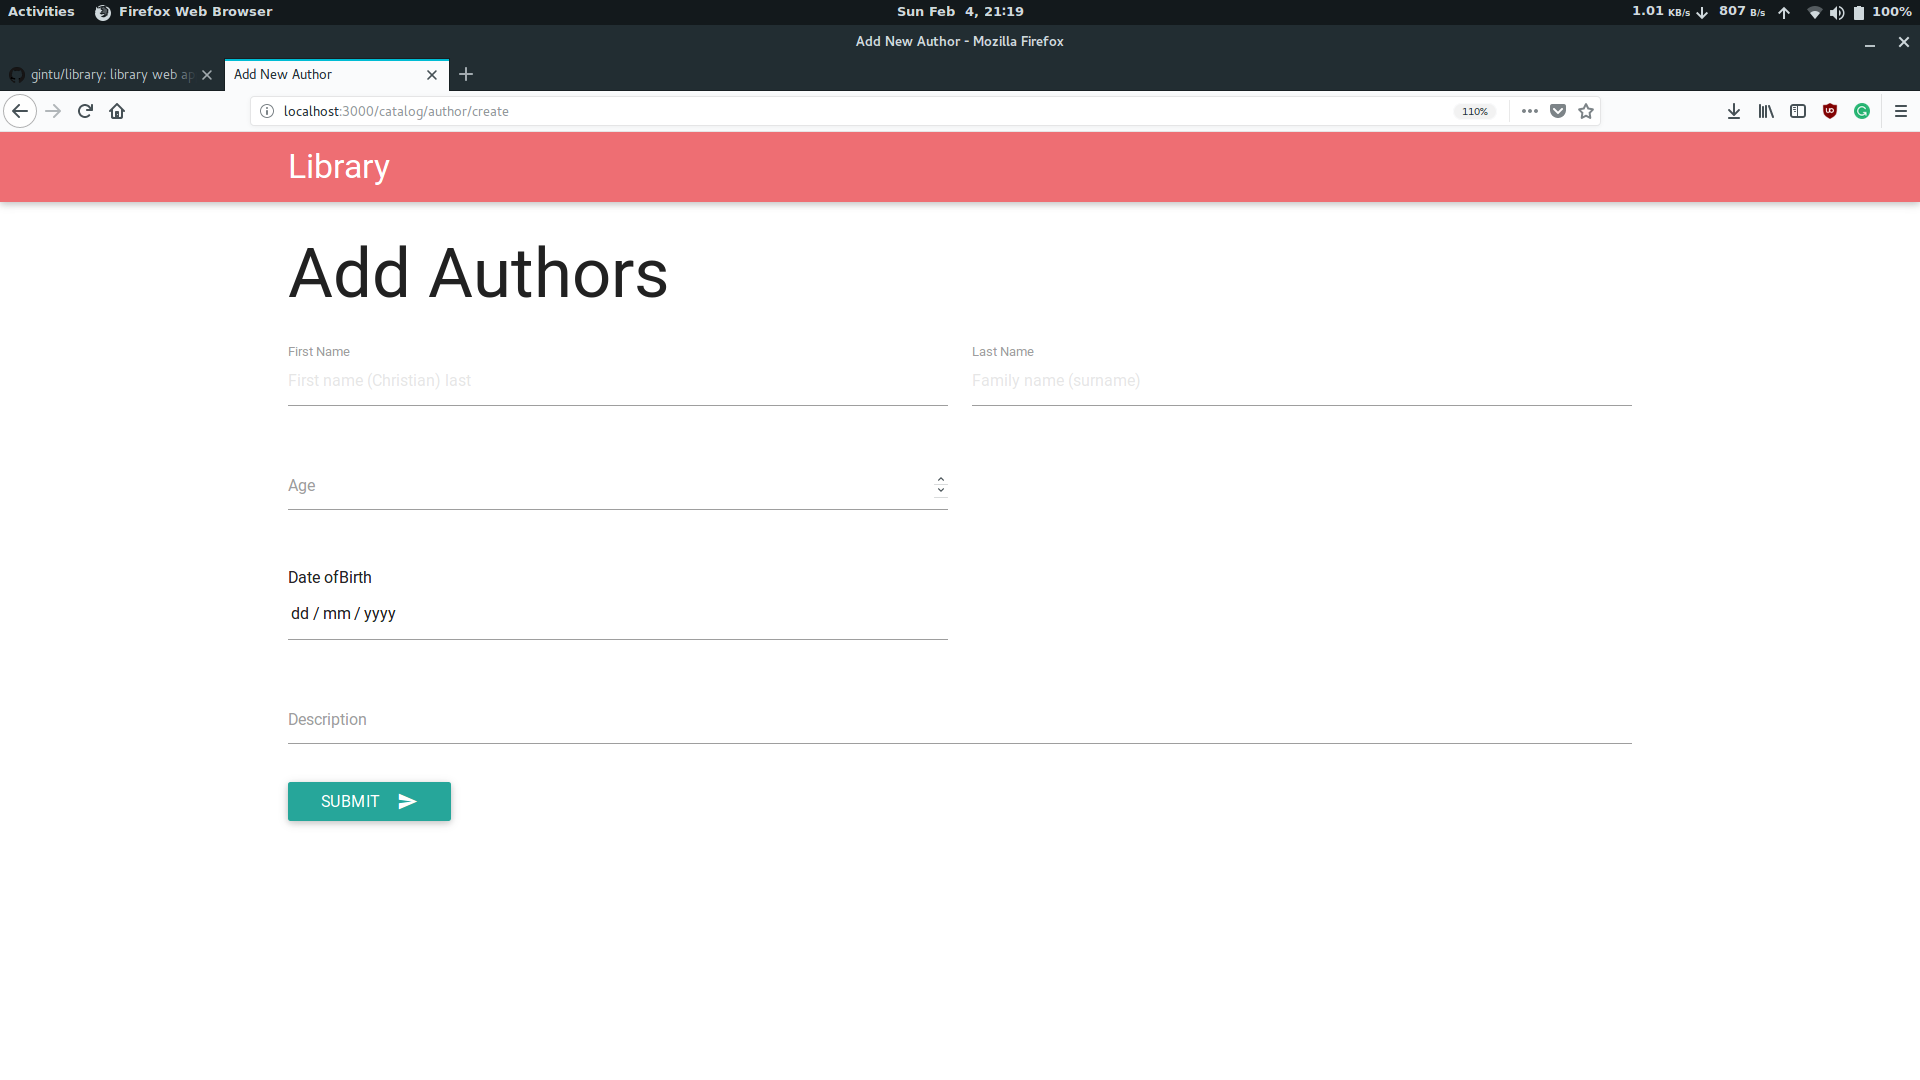 Activities Firefox Web Browser Sun Feb 4, 21:19 1.01 KB/s 807 B/s 100%
Add New Author - Mozilla Firefox
gintu/library: library web ap Add New Author
localhost:3000/catalog/author/create 110%
Library
Add Authors
First Name Last Name
First name (Christian) last Family name (surname)
Age
Date ofBirth
dd / mm / yyyy
Description
SUBMIT